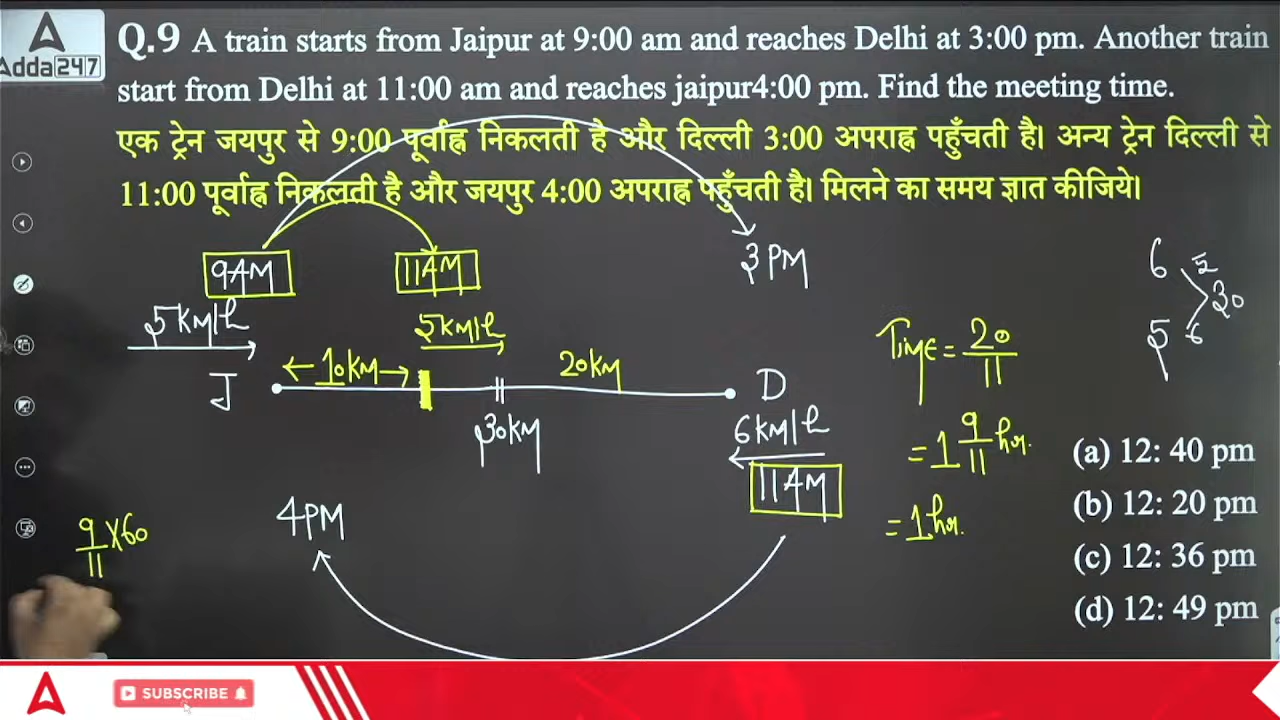 Q.9 A train starts from Jaipur at 9:00 am and reaches Delhi at 3:00 pm. Another train
start from Delhi at 11:00 am and reaches jaipur4:00 pm. Find the meeting time.
Adda247
एक ट्रेन जयपुर से 9:00 पूर्वाह्न निकलती है और दिल्ली 3:00 अपराह्न पहुँचती है। अन्य ट्रेन दिल्ली से
11:00 पूर्वाह्न निकलती है और जयपुर 4:00 अपराह्न पहुँचती है। मिलने का समय ज्ञात कीजिये।
9AM 11AM 3PM
6 5 30
5 6
5km/h 5km/h
Time = 20/11
←10km→ 20km
J D
30km 6km/h
= 1 9/11 hr.
11AM
4PM
= 1hr.
9/11 × 60
(a) 12: 40 pm
(b) 12: 20 pm
(c) 12: 36 pm
(d) 12: 49 pm
SUBSCRIBE